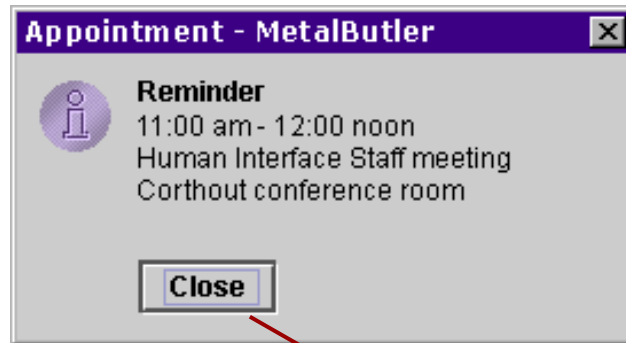 Appointment - MetalButler
Reminder
11:00 am - 12:00 noon
Human Interface Staff meeting
Corthout conference room
Close